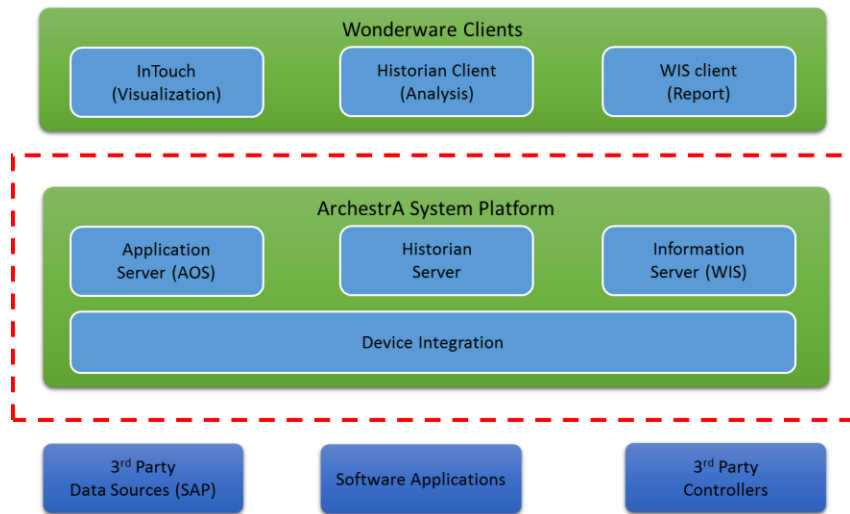 Wonderware Clients
InTouch
(Visualization)
Historian Client
(Analysis)
WIS client
(Report)
ArchestrA System Platform
Application
Server (AOS)
Historian
Server
Information
Server (WIS)
Device Integration
3rd Party
Data Sources (SAP)
Software Applications
3rd Party
Controllers